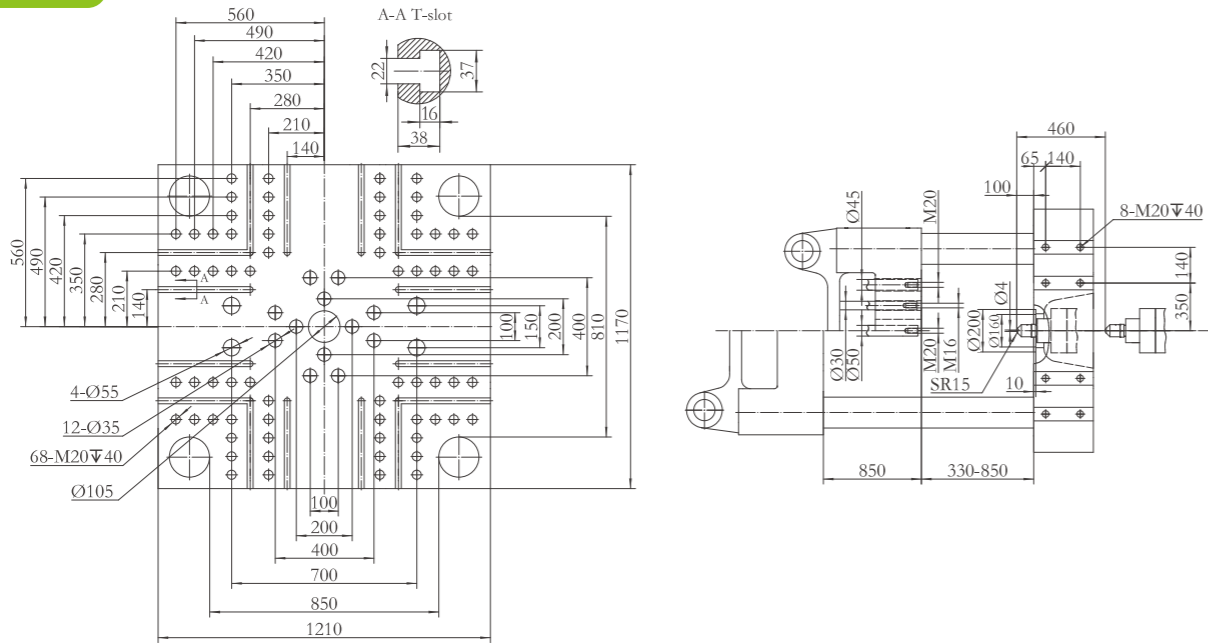 560
490
420
350
280
210
140
A-A T-slot
22
37
16
38
560
490
420
350
280
210
140
A
A
100
150
200
400
810
1170
4-Ø55
12-Ø35
68-M20↧40
Ø105
100
200
400
700
850
1210
460
65
140
100
8-M20↧40
Ø45
M20
140
350
Ø4
Ø200
Ø160
Ø30
Ø50
M20
M16
SR15
10
850
330-850